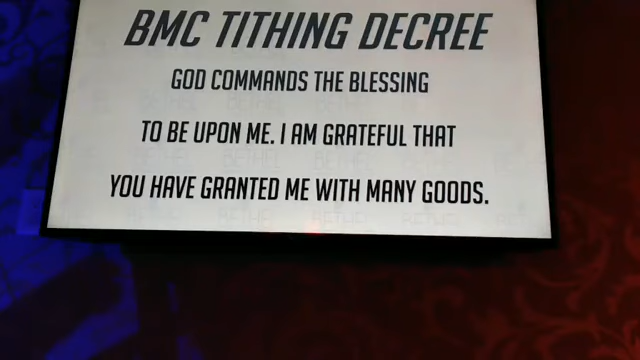 BMC TITHING DECREE
GOD COMMANDS THE BLESSING
TO BE UPON ME. I AM GRATEFUL THAT
YOU HAVE GRANTED ME WITH MANY GOODS.